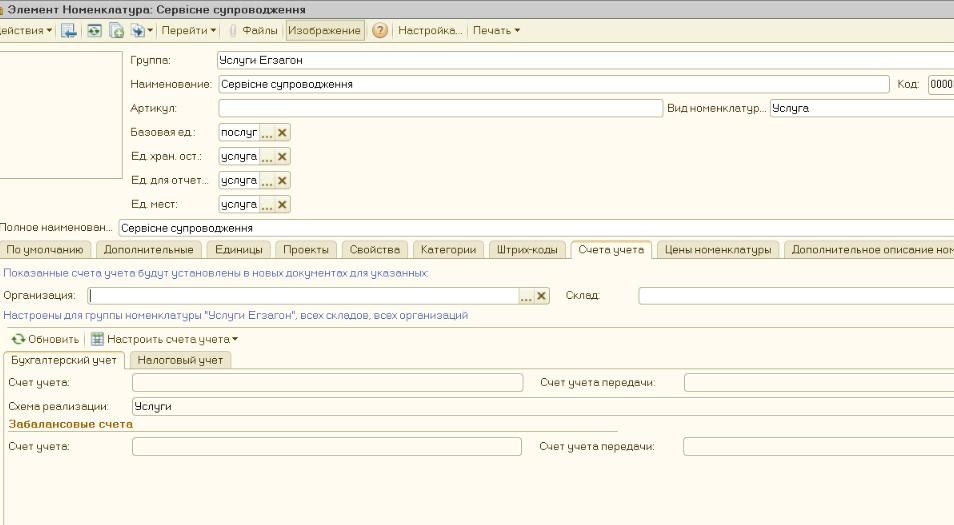 Элемент Номенклатура: Сервісне супроводження
Действия Перейти Файлы Изображение Настройка... Печать
Группа: Услуги Егзагон
Наименование: Сервісне супроводження Код: 0000
Артикул: Вид номенклатур... Услуга
Базовая ед.: послуг ...
Ед. хран. ост.: услуга ...
Ед. для отчет... услуга ...
Ед. мест: услуга ...
Полное наименован... Сервісне супроводження
По умолчанию Дополнительные Единицы Проекты Свойства Категории Штрих-коды Счета учета Цены номенклатуры Дополнительное описание ном
Показанные счета учета будут установлены в новых документах для указанных:
Организация: ... Склад:
Настроены для группы номенклатуры "Услуги Егзагон", всех складов, всех организаций
Обновить Настроить счета учета
Бухгалтерский учет Налоговый учет
Счет учета: Счет учета передачи:
Схема реализации: Услуги
Забалансовые счета
Счет учета: Счет учета передачи: